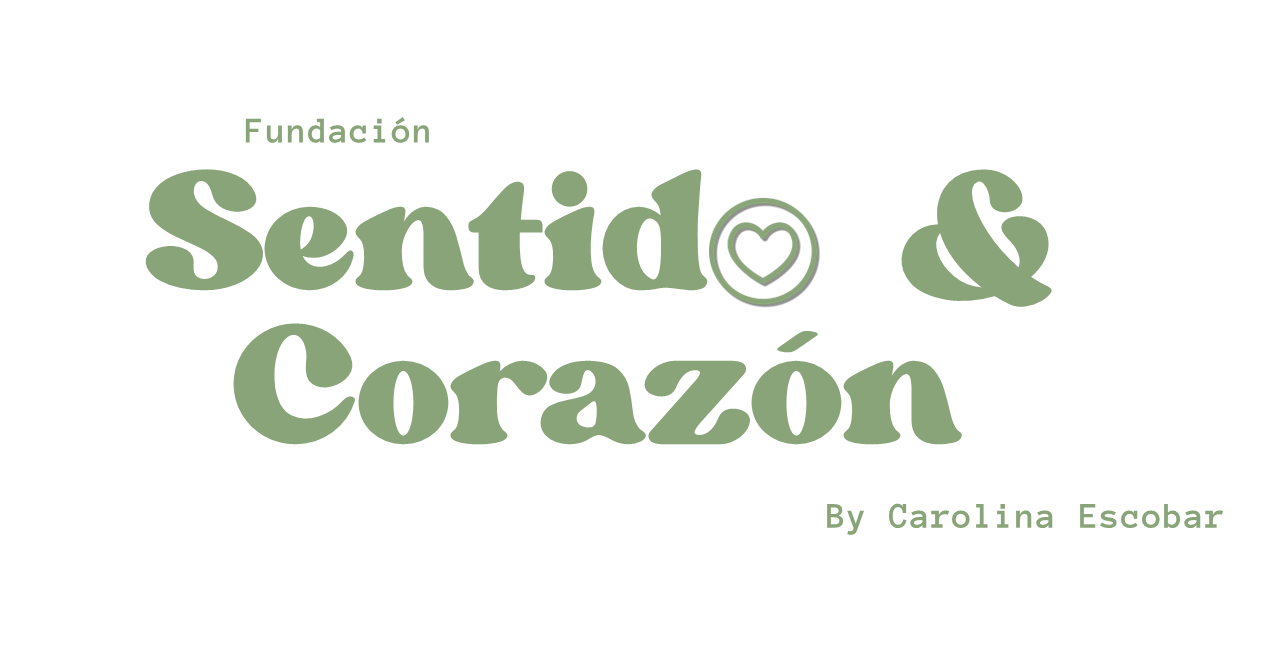 Fundación
Sentido &
Corazón
By Carolina Escobar